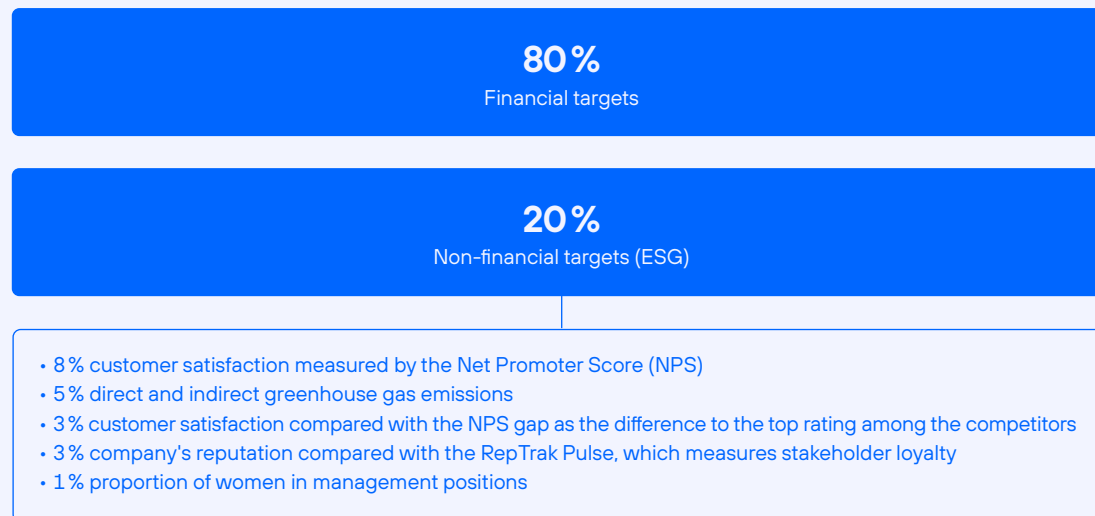 80 %
Financial targets
20 %
Non-financial targets (ESG)
• 8 % customer satisfaction measured by the Net Promoter Score (NPS)
• 5 % direct and indirect greenhouse gas emissions
• 3 % customer satisfaction compared with the NPS gap as the difference to the top rating among the competitors
• 3 % company's reputation compared with the RepTrak Pulse, which measures stakeholder loyalty
• 1 % proportion of women in management positions